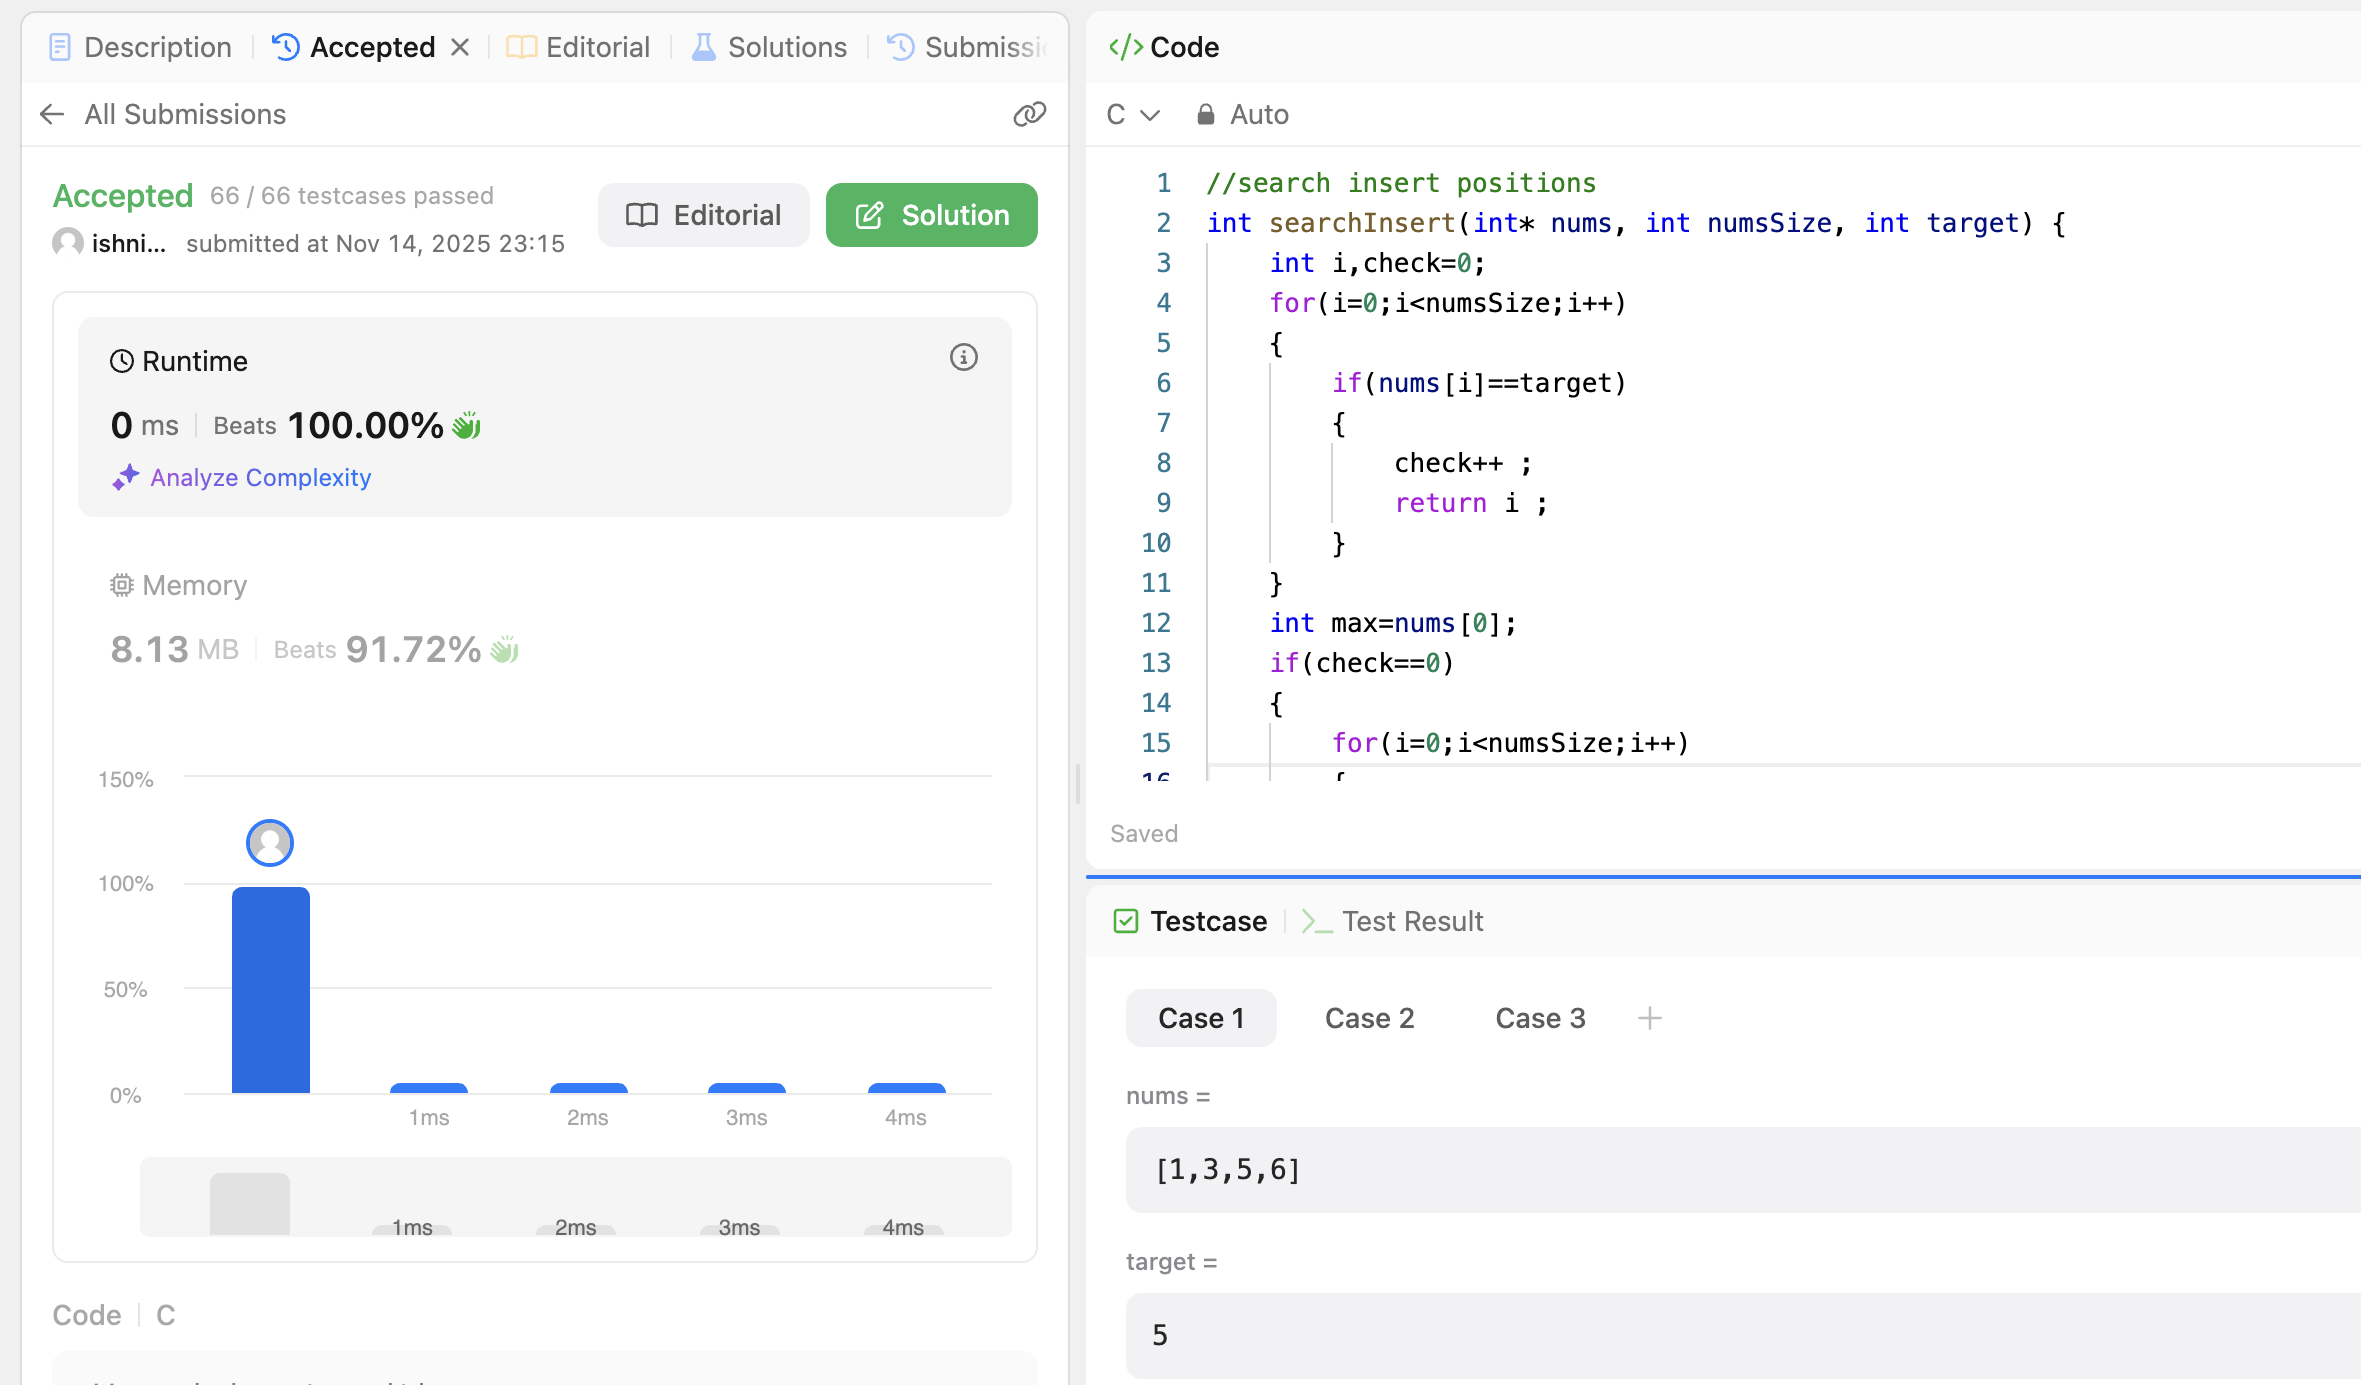 Description
Accepted
Editorial
Solutions
Submissi
All Submissions
Accepted 66 / 66 testcases passed
ishni... submitted at Nov 14, 2025 23:15
Editorial
Solution
Runtime
0 ms Beats 100.00%
Analyze Complexity
Memory
8.13 MB Beats 91.72%
150%
100%
50%
0%
1ms 2ms 3ms 4ms
1ms 2ms 3ms 4ms
Code C
</> Code
C Auto
1 //search insert positions
2 int searchInsert(int* nums, int numsSize, int target) {
3 int i,check=0;
4 for(i=0;i<numsSize;i++)
5 {
6 if(nums[i]==target)
7 {
8 check++ ;
9 return i ;
10 }
11 }
12 int max=nums[0];
13 if(check==0)
14 {
15 for(i=0;i<numsSize;i++)
16 {
Saved
Testcase
Test Result
Case 1 Case 2 Case 3 +
nums =
[1,3,5,6]
target =
5